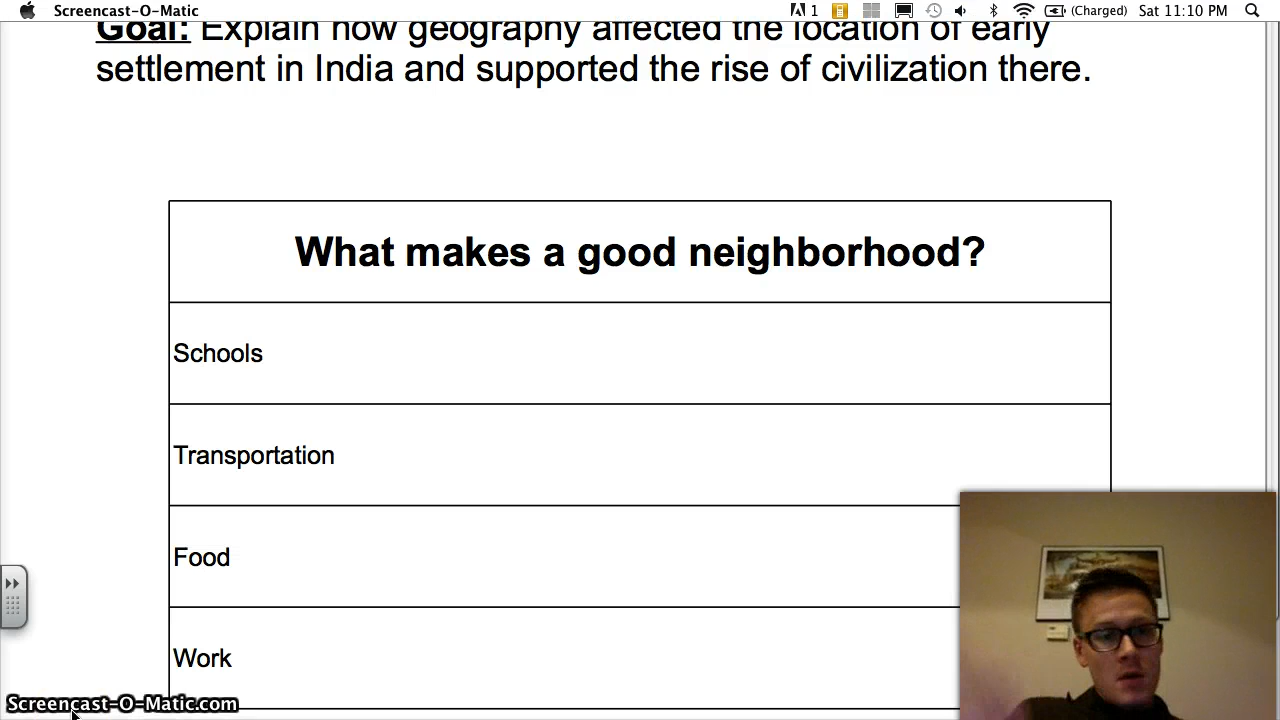 Screencast-O-Matic
1
(Charged)
Sat 11:10 PM
Goal: Explain how geography affected the location of early
settlement in India and supported the rise of civilization there.
What makes a good neighborhood?
Schools
Transportation
Food
Work
Screencast-O-Matic.com